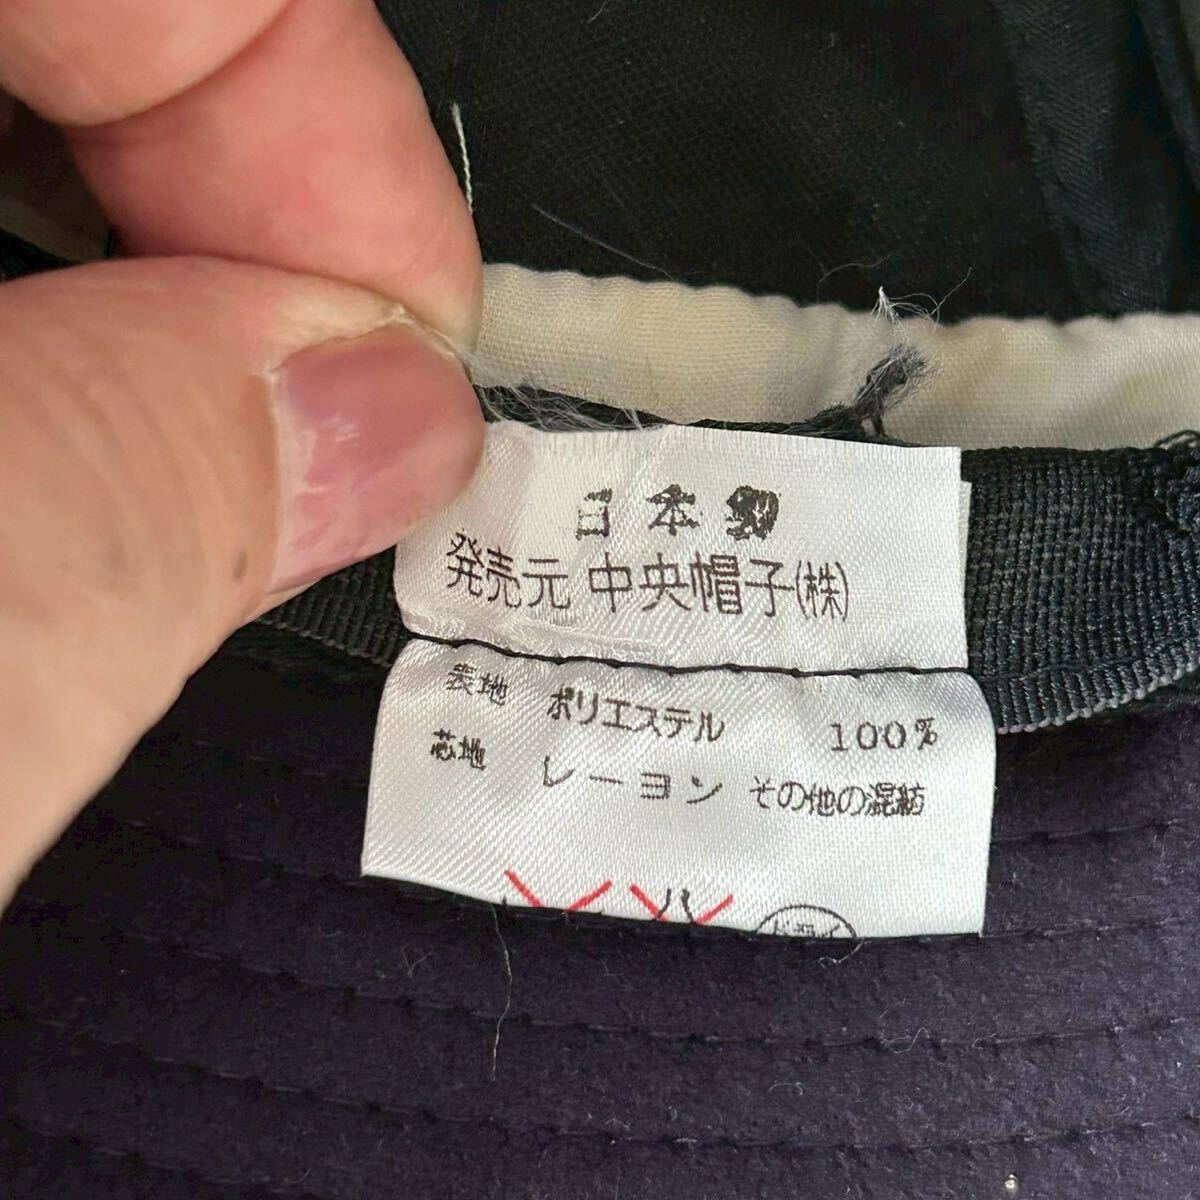 日本製
発売元 中央帽子(株)
表地 ポリエステル 100%
芯地 レーヨン その他の混紡